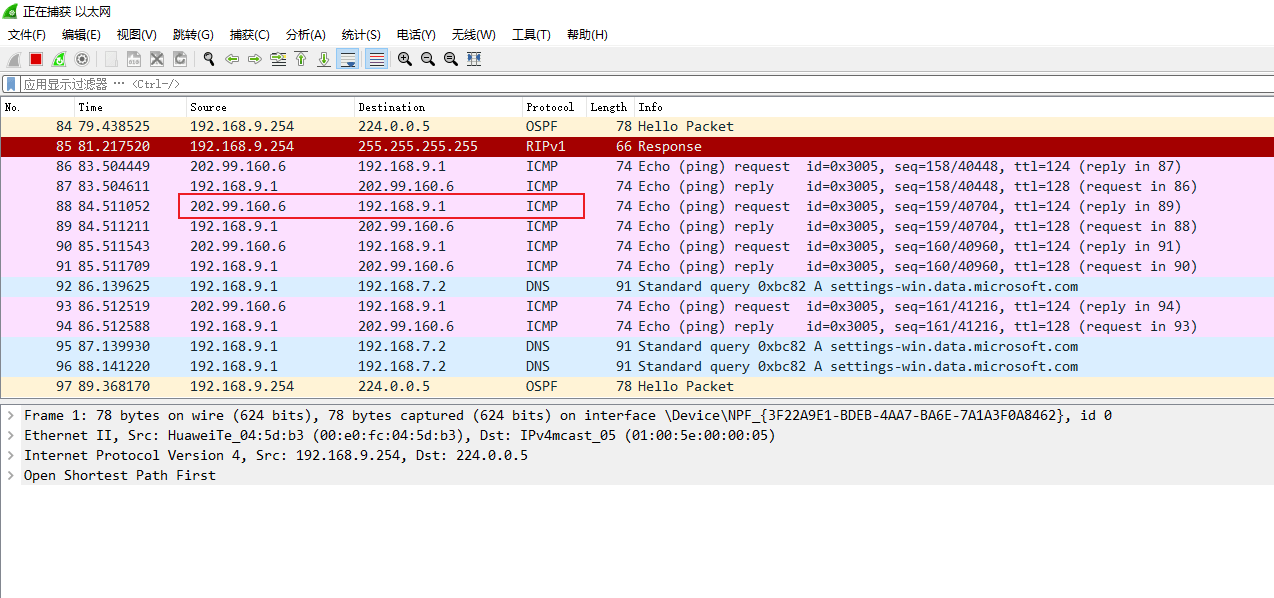 正在捕获 以太网
文件(F) 编辑(E) 视图(V) 跳转(G) 捕获(C) 分析(A) 统计(S) 电话(Y) 无线(W) 工具(T) 帮助(H)
应用显示过滤器 … <Ctrl-/>
No. Time Source Destination Protocol Length Info
84 79.438525 192.168.9.254 224.0.0.5 OSPF 78 Hello Packet
85 81.217520 192.168.9.254 255.255.255.255 RIPv1 66 Response
86 83.504449 202.99.160.6 192.168.9.1 ICMP 74 Echo (ping) request id=0x3005, seq=158/40448, ttl=124 (reply in 87)
87 83.504611 192.168.9.1 202.99.160.6 ICMP 74 Echo (ping) reply id=0x3005, seq=158/40448, ttl=128 (request in 86)
88 84.511052 202.99.160.6 192.168.9.1 ICMP 74 Echo (ping) request id=0x3005, seq=159/40704, ttl=124 (reply in 89)
89 84.511211 192.168.9.1 202.99.160.6 ICMP 74 Echo (ping) reply id=0x3005, seq=159/40704, ttl=128 (request in 88)
90 85.511543 202.99.160.6 192.168.9.1 ICMP 74 Echo (ping) request id=0x3005, seq=160/40960, ttl=124 (reply in 91)
91 85.511709 192.168.9.1 202.99.160.6 ICMP 74 Echo (ping) reply id=0x3005, seq=160/40960, ttl=128 (request in 90)
92 86.139625 192.168.9.1 192.168.7.2 DNS 91 Standard query 0xbc82 A settings-win.data.microsoft.com
93 86.512519 202.99.160.6 192.168.9.1 ICMP 74 Echo (ping) request id=0x3005, seq=161/41216, ttl=124 (reply in 94)
94 86.512588 192.168.9.1 202.99.160.6 ICMP 74 Echo (ping) reply id=0x3005, seq=161/41216, ttl=128 (request in 93)
95 87.139930 192.168.9.1 192.168.7.2 DNS 91 Standard query 0xbc82 A settings-win.data.microsoft.com
96 88.141220 192.168.9.1 192.168.7.2 DNS 91 Standard query 0xbc82 A settings-win.data.microsoft.com
97 89.368170 192.168.9.254 224.0.0.5 OSPF 78 Hello Packet
Frame 1: 78 bytes on wire (624 bits), 78 bytes captured (624 bits) on interface \Device\NPF_{3F22A9E1-BDEB-4AA7-BA6E-7A1A3F0A8462}, id 0
Ethernet II, Src: HuaweiTe_04:5d:b3 (00:e0:fc:04:5d:b3), Dst: IPv4mcast_05 (01:00:5e:00:00:05)
Internet Protocol Version 4, Src: 192.168.9.254, Dst: 224.0.0.5
Open Shortest Path First